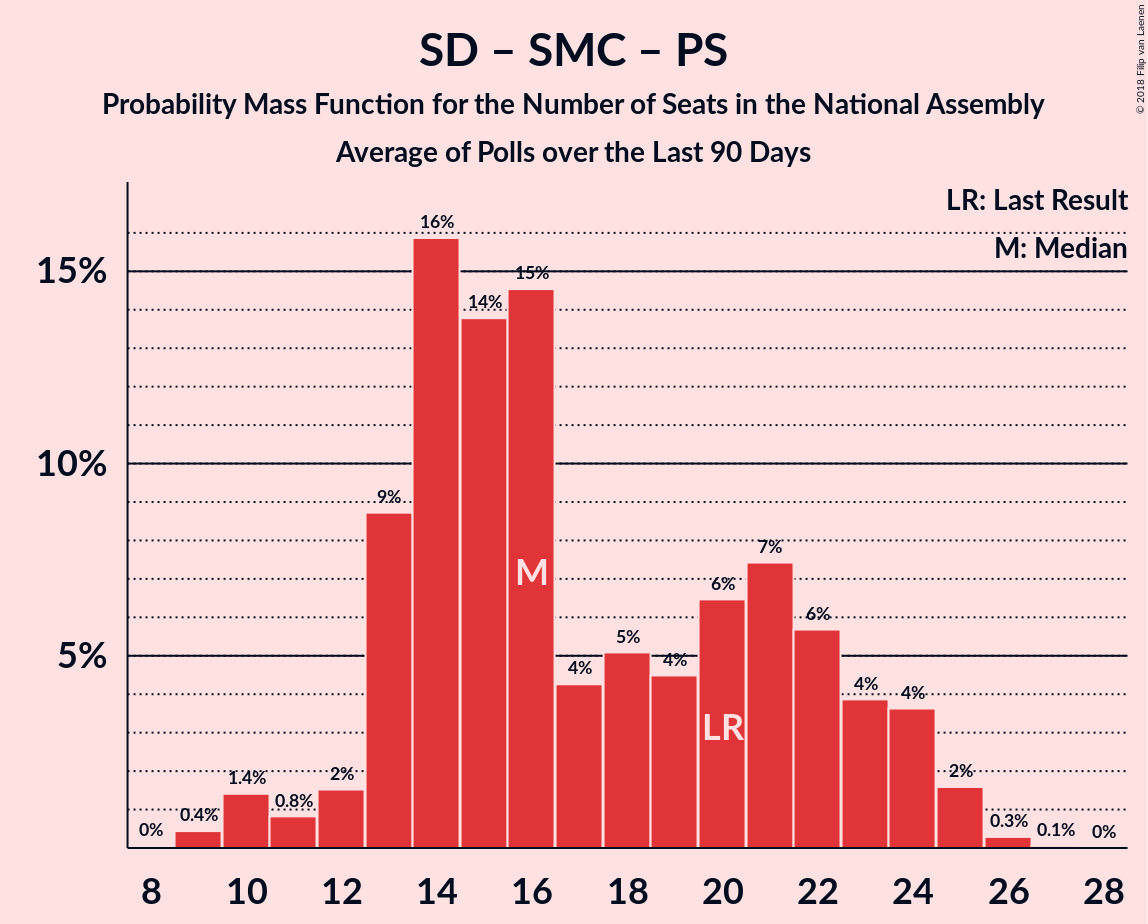 SD – SMC – PS
Probability Mass Function for the Number of Seats in the National Assembly
Average of Polls over the Last 90 Days
© 2018 Filip van Laenen
LR: Last Result
M: Median
15%
10%
5%
0%
0.4%
1.4%
0.8%
2%
9%
16%
14%
15%
4%
5%
4%
6%
7%
6%
4%
4%
2%
0.3%
0.1%
0%
M
LR
8 10 12 14 16 18 20 22 24 26 28